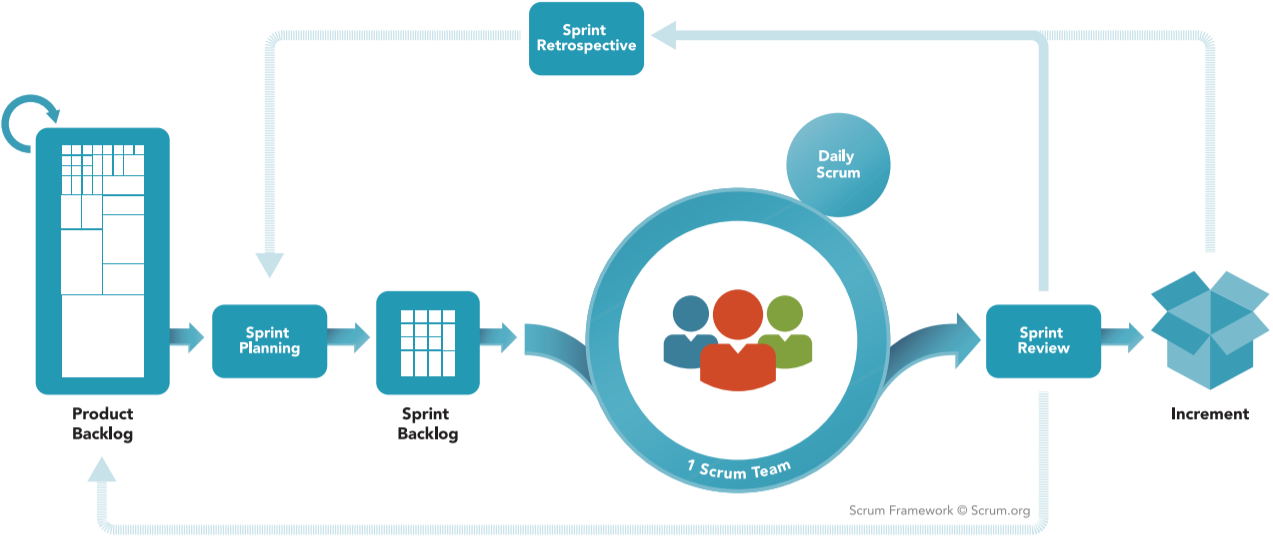 Sprint
Retrospective
Daily
Scrum
Sprint
Planning
Sprint
Review
Product
Backlog
Sprint
Backlog
Increment
1 Scrum Team
Scrum Framework © Scrum.org